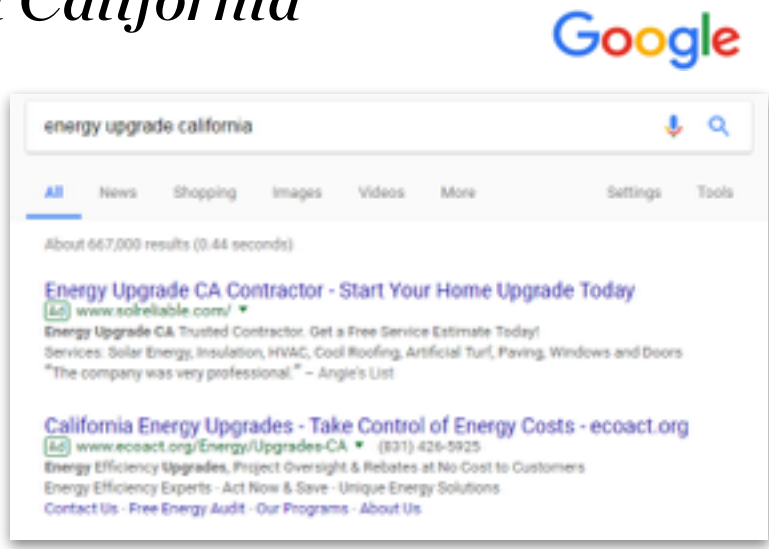 California
Google
energy upgrade california
All News Shopping Images Videos More Settings Tools
About 667,000 results (0.44 seconds)
Energy Upgrade CA Contractor - Start Your Home Upgrade Today
Ad www.solreliable.com/ ▼
Energy Upgrade CA Trusted Contractor. Get a Free Service Estimate Today!
Services: Solar Energy, Insulation, HVAC, Cool Roofing, Artificial Turf, Paving, Windows and Doors
"The company was very professional." – Angie's List
California Energy Upgrades - Take Control of Energy Costs - ecoact.org
Ad www.ecoact.org/Energy/Upgrades-CA ▼ (831) 426-5925
Energy Efficiency Upgrades, Project Oversight & Rebates at No Cost to Customers
Energy Efficiency Experts · Act Now & Save · Unique Energy Solutions
Contact Us · Free Energy Audit · Our Programs · About Us